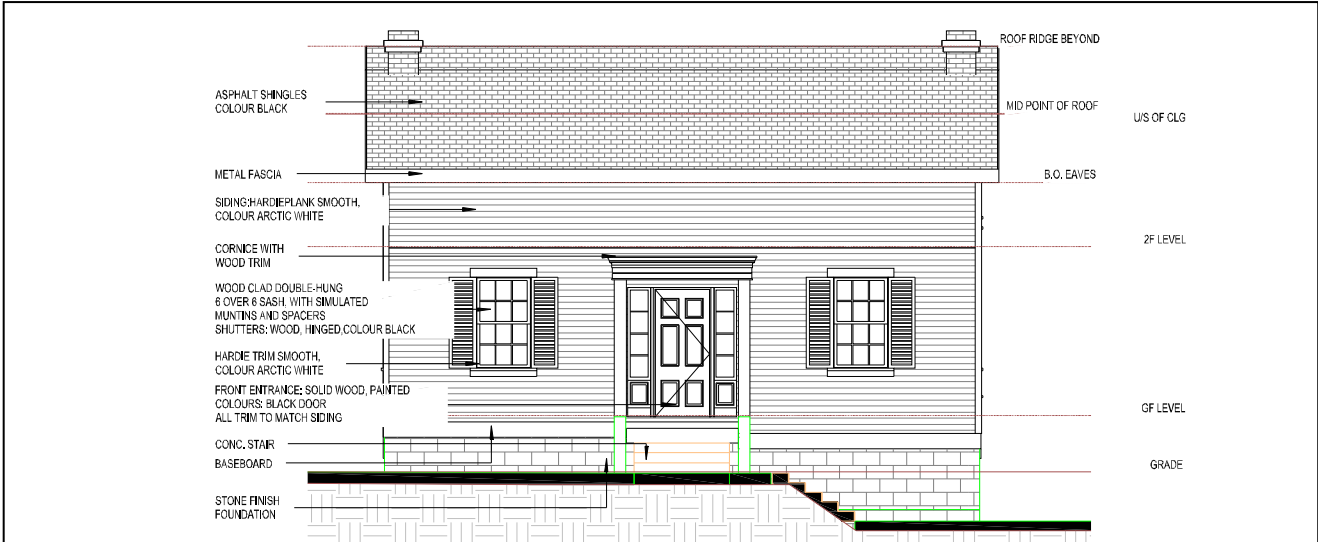 ROOF RIDGE BEYOND
ASPHALT SHINGLES
COLOUR BLACK
MID POINT OF ROOF
U/S OF CLG
METAL FASCIA
B.O. EAVES
SIDING:HARDIEPLANK SMOOTH,
COLOUR ARCTIC WHITE
2F LEVEL
CORNICE WITH
WOOD TRIM
WOOD CLAD DOUBLE-HUNG
6 OVER 6 SASH, WITH SIMULATED
MUNTINS AND SPACERS
SHUTTERS: WOOD, HINGED,COLOUR BLACK
HARDIE TRIM SMOOTH,
COLOUR ARCTIC WHITE
FRONT ENTRANCE: SOLID WOOD, PAINTED
COLOURS: BLACK DOOR
ALL TRIM TO MATCH SIDING
GF LEVEL
CONC. STAIR
BASEBOARD
GRADE
STONE FINISH
FOUNDATION